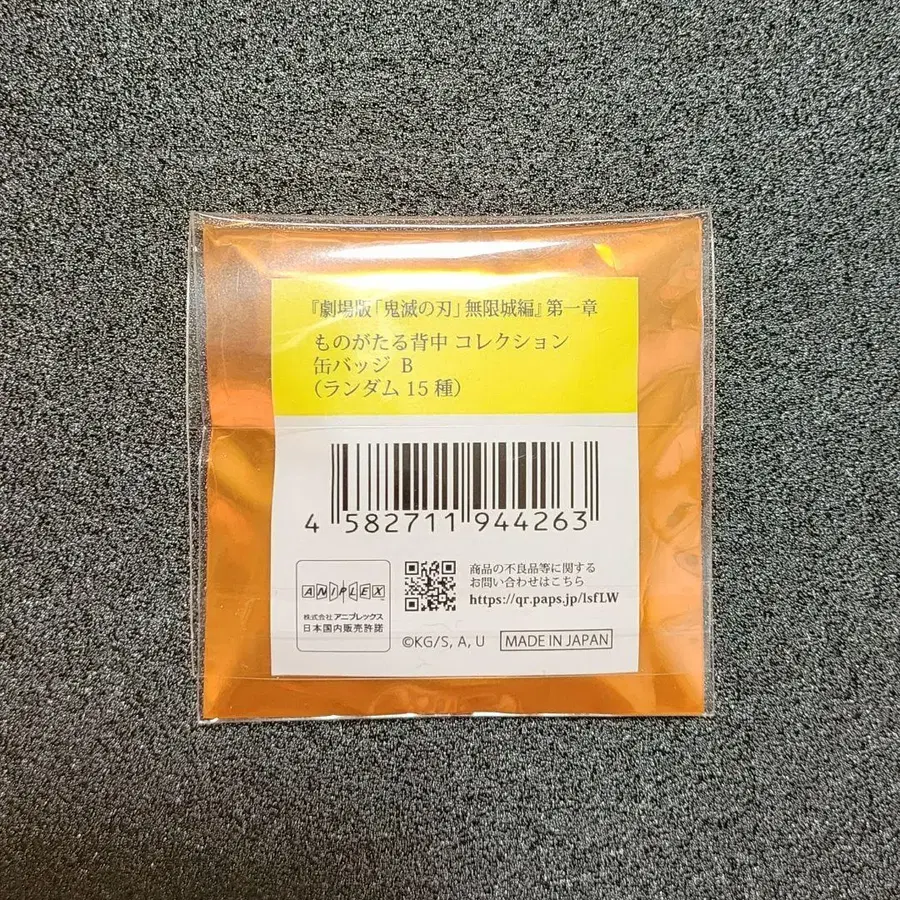 『劇場版「鬼滅の刃」無限城編』第一章
ものがたる背中 コレクション
缶バッジ B
（ランダム 15 種）
4 582711 944263
ANIPLEX
株式会社 アニプレックス
日本国内販売許諾
商品の不良品等に関する
お問い合わせはこちら
https://qr.paps.jp/lsfLW
©KG/S, A, U
MADE IN JAPAN